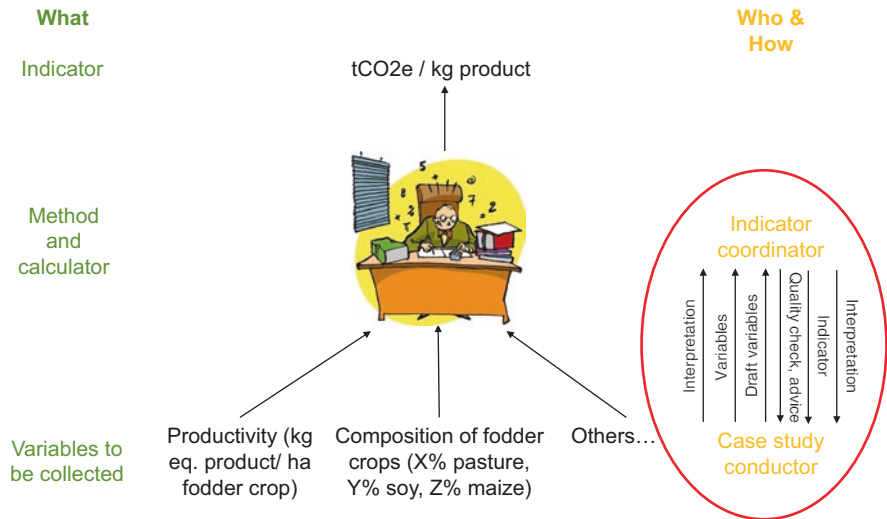 What
Who &
How
Indicator
tCO2e / kg product
Method
and
calculator
Indicator
coordinator
Interpretation
Variables
Draft variables
Quality check, advice
Indicator
Interpretation
Case study
conductor
Variables to
be collected
Productivity (kg
eq. product/ ha
fodder crop)
Composition of fodder
crops (X% pasture,
Y% soy, Z% maize)
Others…